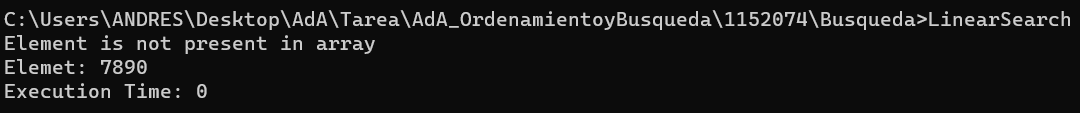 C:\Users\ANDRES\Desktop\AdA\Tarea\AdA_OrdenamientoyBusqueda\1152074\Busqueda>LinearSearch
Element is not present in array
Elemet: 7890
Execution Time: 0